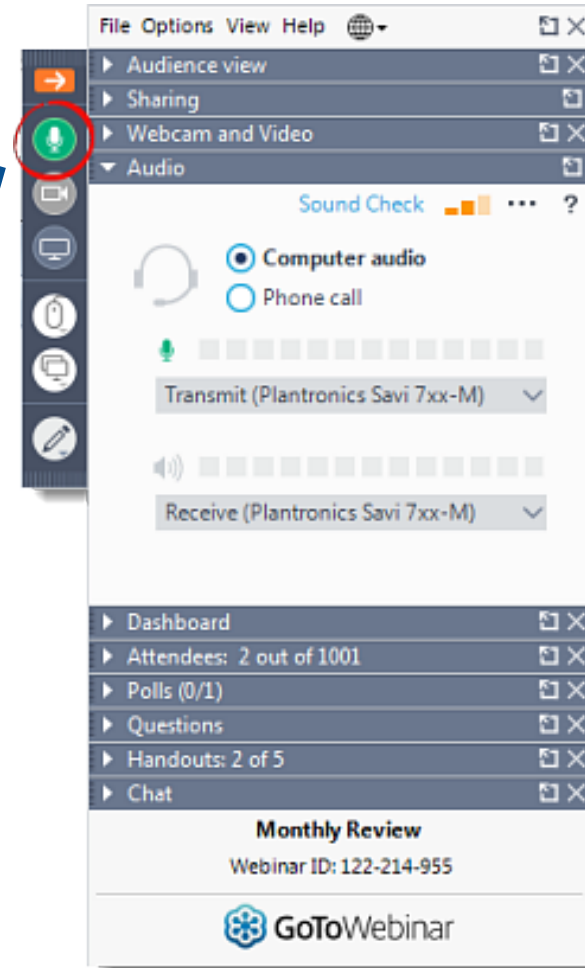 File Options View Help
Audience view
Sharing
Webcam and Video
Audio
Sound Check ... ?
Computer audio
Phone call
Transmit (Plantronics Savi 7xx-M)
Receive (Plantronics Savi 7xx-M)
Dashboard
Attendees: 2 out of 1001
Polls (0/1)
Questions
Handouts: 2 of 5
Chat
Monthly Review
Webinar ID: 122-214-955
GoToWebinar